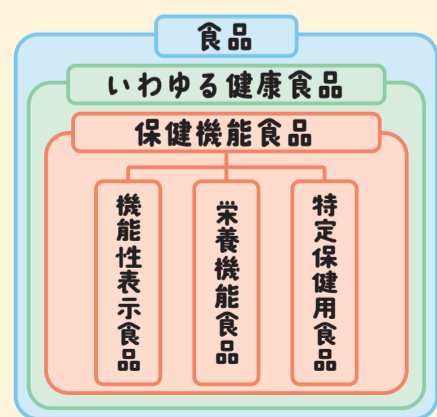 食品
いわゆる健康食品
保健機能食品
機能性表示食品
栄養機能食品
特定保健用食品